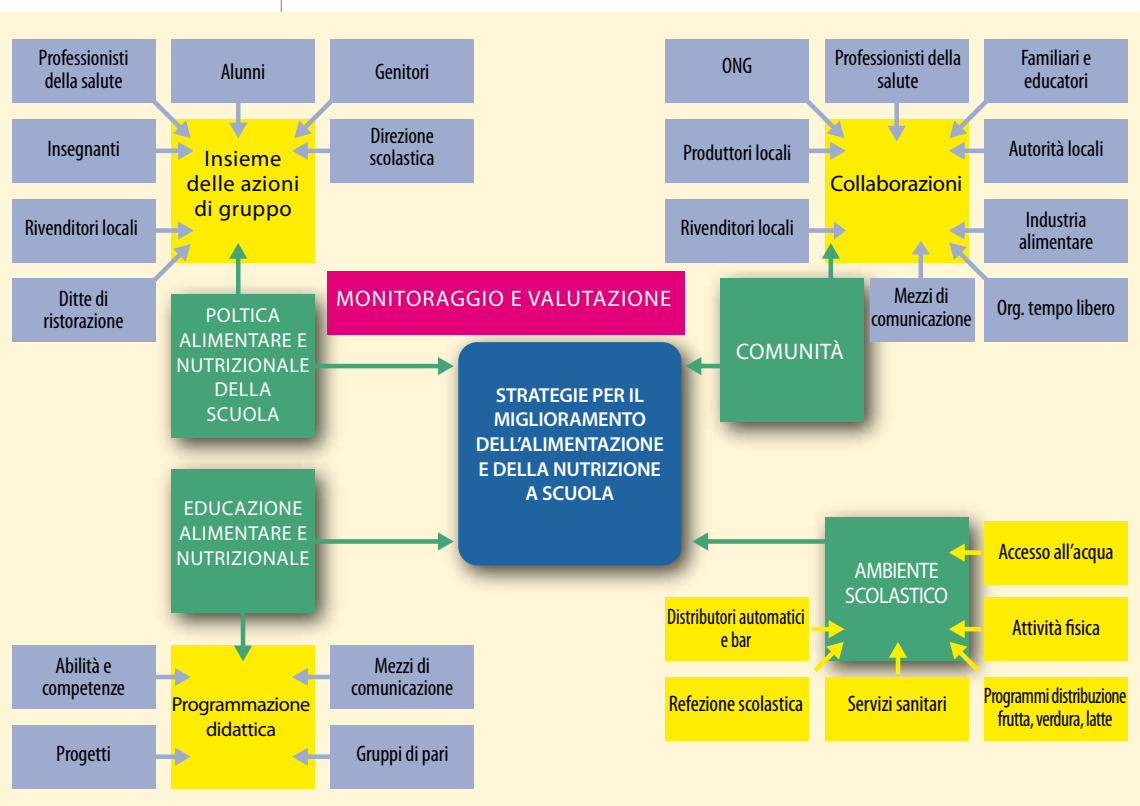 Professionisti
della salute
Alunni
Genitori
Insegnanti
Insieme
delle azioni
di gruppo
Direzione
scolastica
Rivenditori locali
Ditte di
ristorazione
POLTICA
ALIMENTARE E
NUTRIZIONALE
DELLA
SCUOLA
MONITORAGGIO E VALUTAZIONE
ONG
Professionisti della
salute
Familiari e
educatori
Produttori locali
Collaborazioni
Autorità locali
Rivenditori locali
Industria
alimentare
Mezzi di
comunicazione
Org. tempo libero
COMUNITÀ
STRATEGIE PER IL
MIGLIORAMENTO
DELL’ALIMENTAZIONE
E DELLA NUTRIZIONE
A SCUOLA
EDUCAZIONE
ALIMENTARE E
NUTRIZIONALE
Abilità e
competenze
Mezzi di
comunicazione
Programmazione
didattica
Progetti
Gruppi di pari
AMBIENTE
SCOLASTICO
Accesso all’acqua
Distributori automatici
e bar
Attività fisica
Refezione scolastica
Servizi sanitari
Programmi distribuzione
frutta, verdura, latte